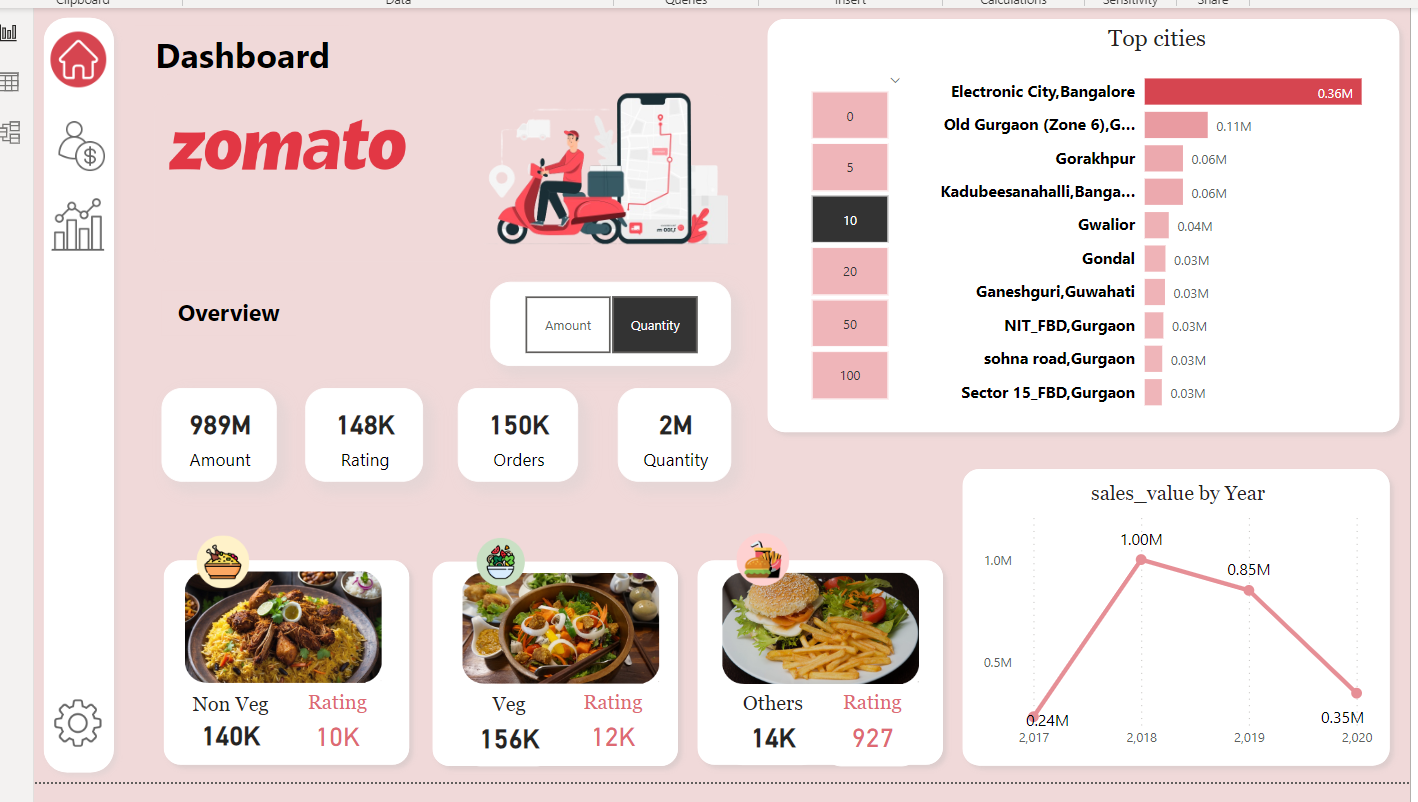 Clipboard
Data
Queries
Insert
Calculations
Sensitivity
Share
Dashboard
zomato
Overview
Amount
Quantity
989M
Amount
148K
Rating
150K
Orders
2M
Quantity
Non Veg
140K
Rating
10K
Veg
156K
Rating
12K
Others
14K
Rating
927
Top cities
0
5
10
20
50
100
Electronic City,Bangalore 0.36M
Old Gurgaon (Zone 6),G... 0.11M
Gorakhpur 0.06M
Kadubeesanahalli,Banga... 0.06M
Gwalior 0.04M
Gondal 0.03M
Ganeshguri,Guwahati 0.03M
NIT_FBD,Gurgaon 0.03M
sohna road,Gurgaon 0.03M
Sector 15_FBD,Gurgaon 0.03M
sales_value by Year
1.0M
0.5M
0.24M
1.00M
0.85M
0.35M
2,017
2,018
2,019
2,020